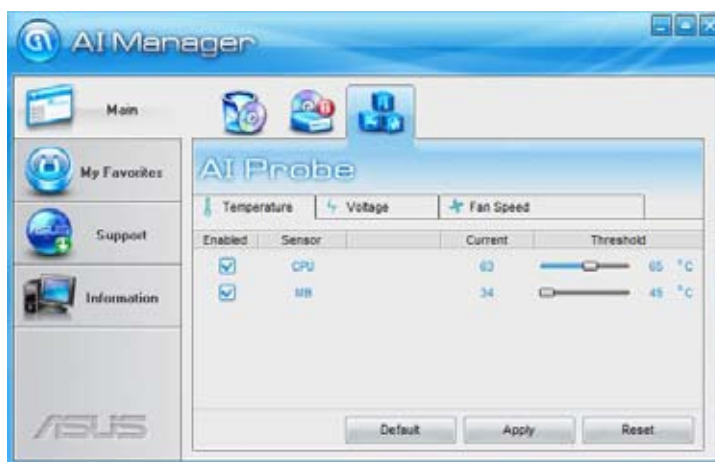 AI Manager
Main
My Favorites
Support
Information
ASUS
AI Probe
Temperature
Voltage
Fan Speed
Enabled Sensor Current Threshold
CPU 63 65 °C
MB 34 45 °C
Default Apply Reset